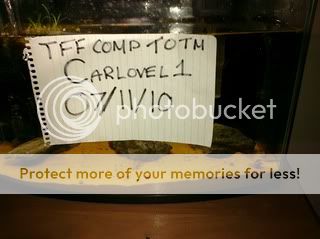 TFF COMP TOTM
CARLOVEL1
07/11/10
photobucket
Protect more of your memories for less!